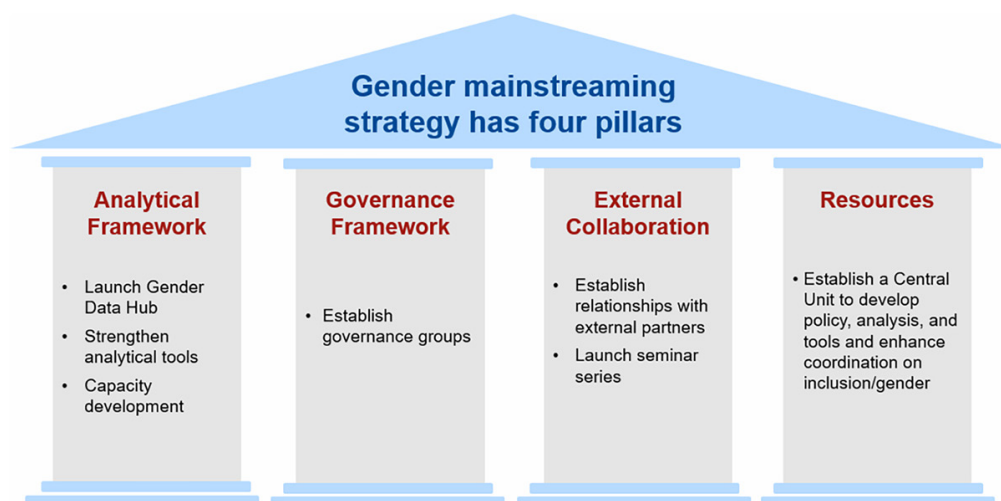 Gender mainstreaming
strategy has four pillars
Analytical
Framework
• Launch Gender
Data Hub
• Strengthen
analytical tools
• Capacity
development
Governance
Framework
• Establish
governance groups
External
Collaboration
• Establish
relationships with
external partners
• Launch seminar
series
Resources
• Establish a Central
Unit to develop
policy, analysis, and
tools and enhance
coordination on
inclusion/gender